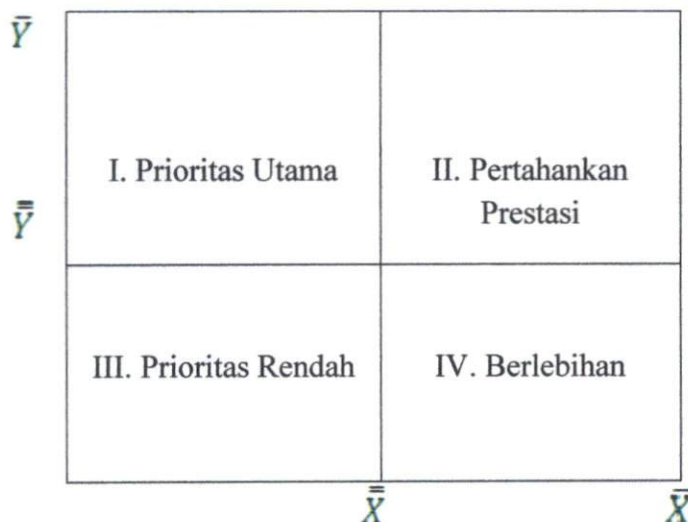 Ȳ
I. Prioritas Utama
II. Pertahankan
Prestasi
Y̿
III. Prioritas Rendah
IV. Berlebihan
X̿
X̄